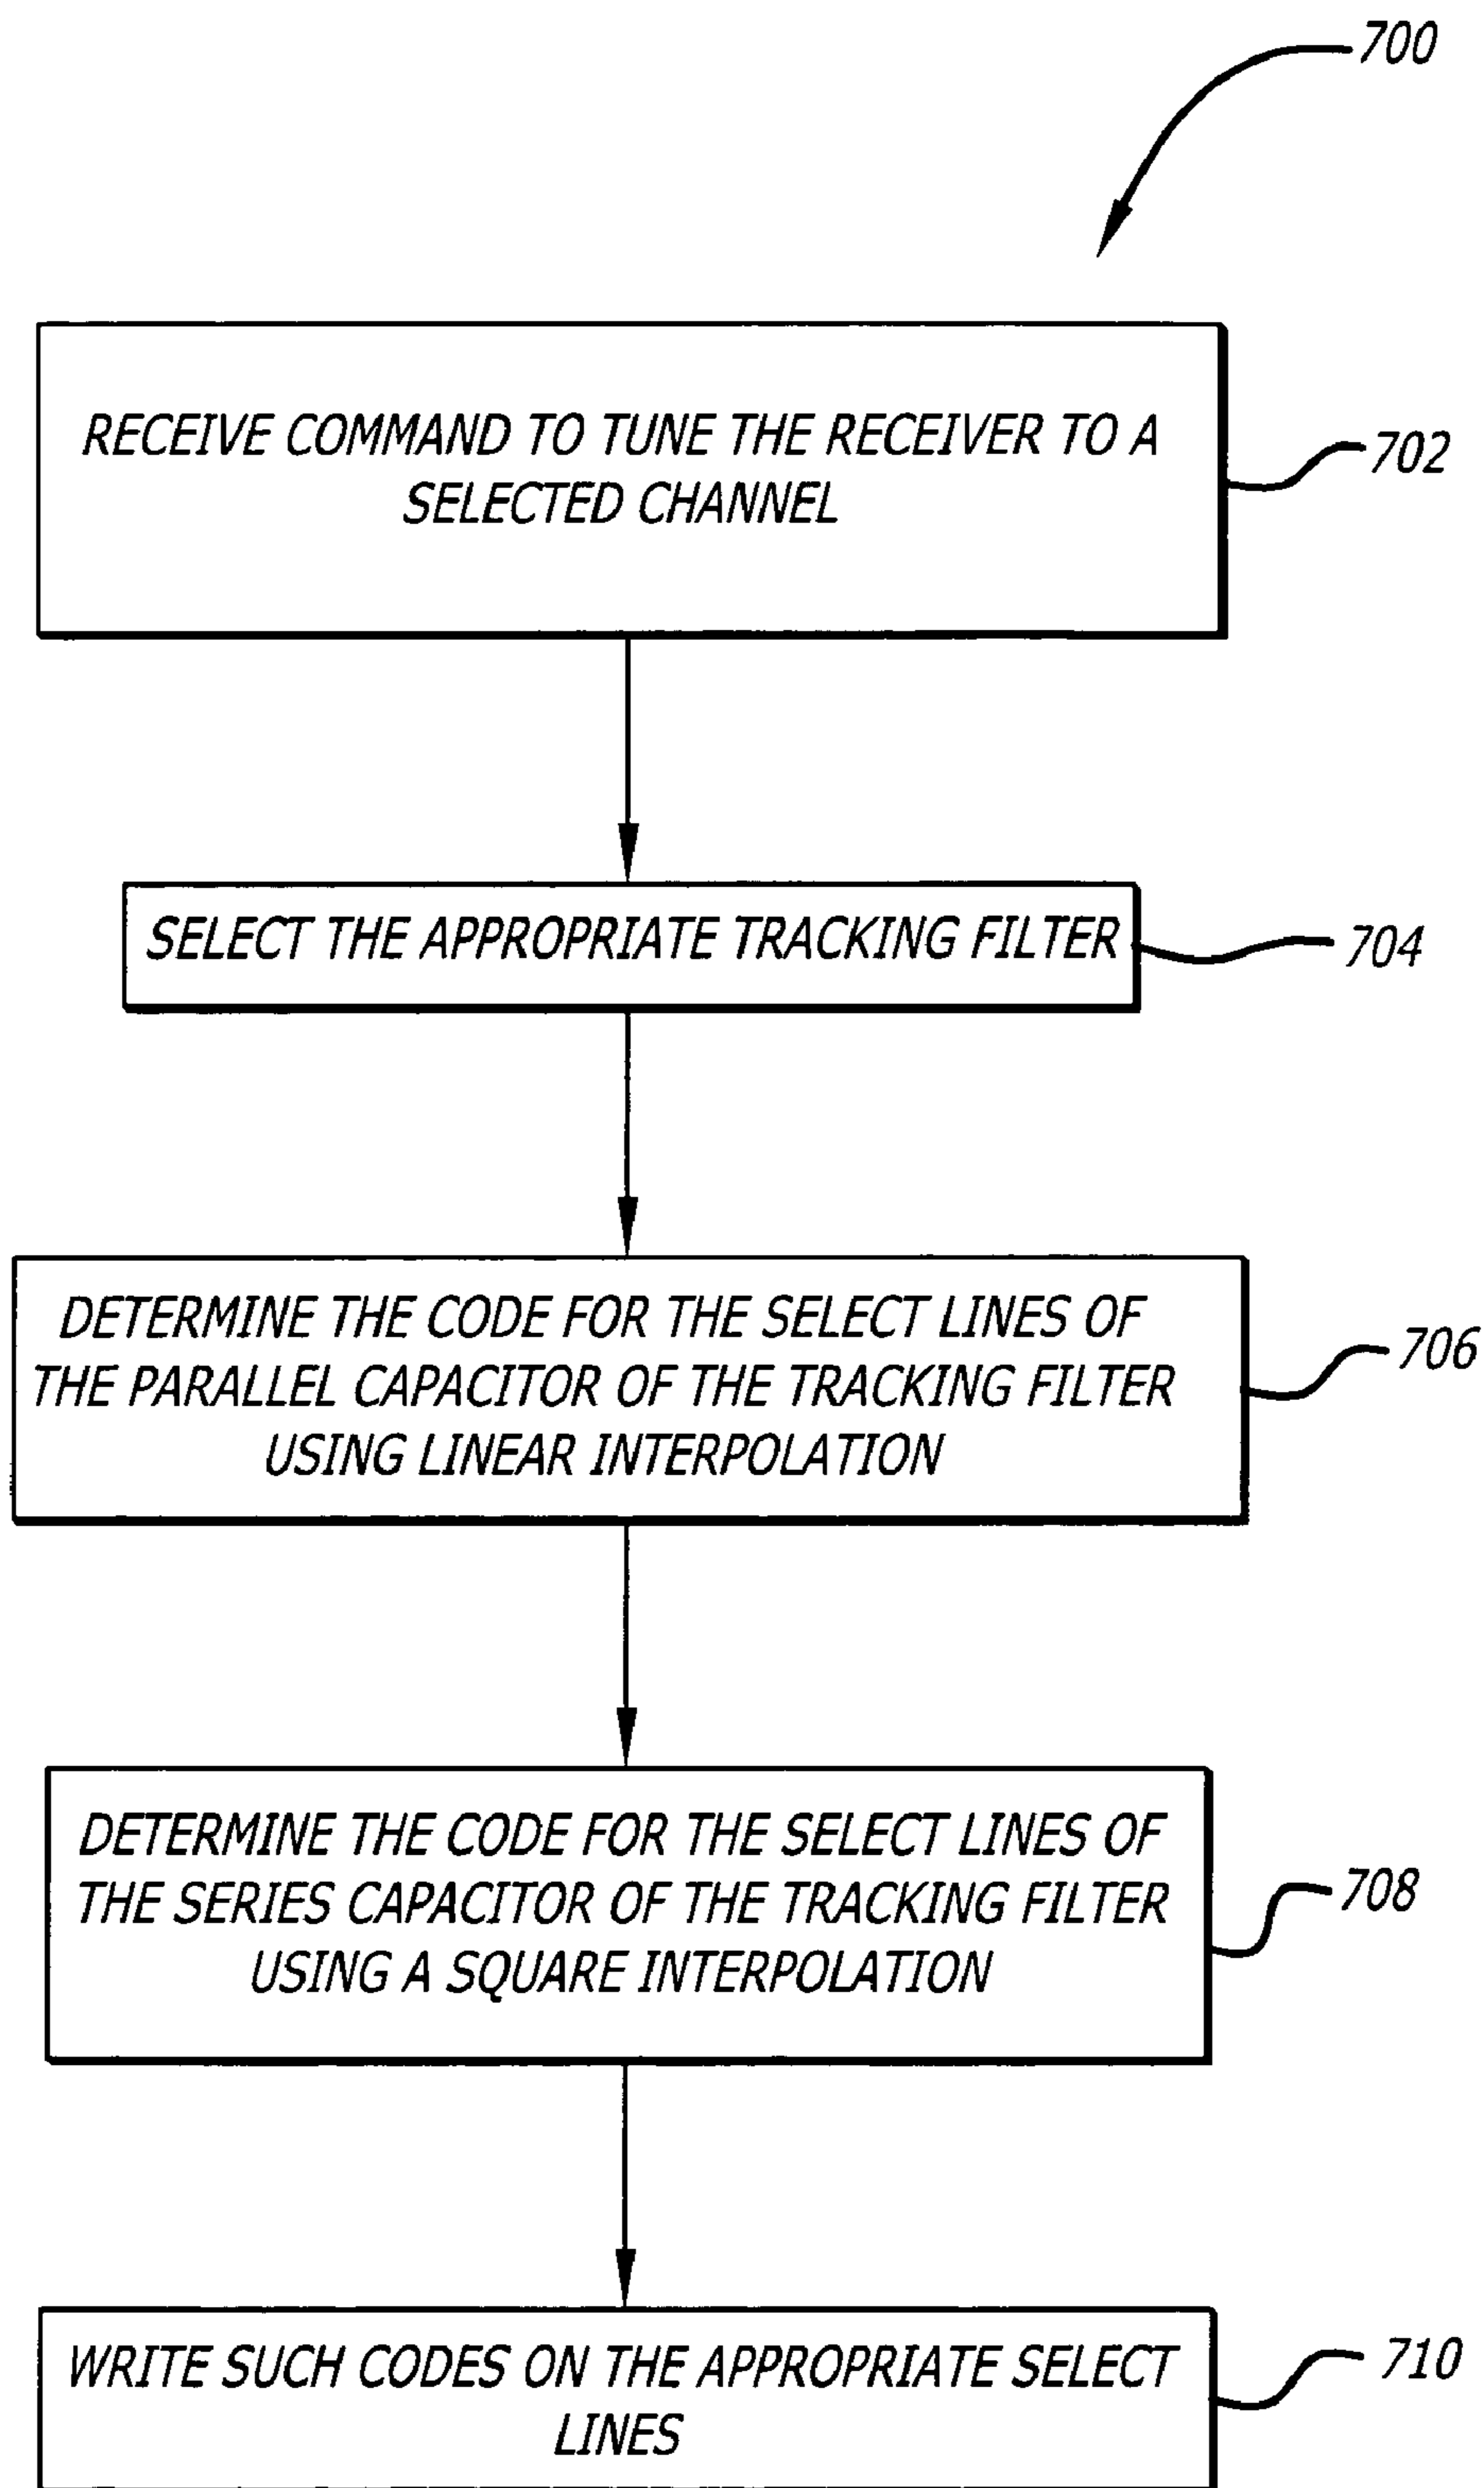 700
RECEIVE COMMAND TO TUNE THE RECEIVER TO A
SELECTED CHANNEL
702
SELECT THE APPROPRIATE TRACKING FILTER
704
DETERMINE THE CODE FOR THE SELECT LINES OF
THE PARALLEL CAPACITOR OF THE TRACKING FILTER
USING LINEAR INTERPOLATION
706
DETERMINE THE CODE FOR THE SELECT LINES OF
THE SERIES CAPACITOR OF THE TRACKING FILTER
USING A SQUARE INTERPOLATION
708
WRITE SUCH CODES ON THE APPROPRIATE SELECT
LINES
710